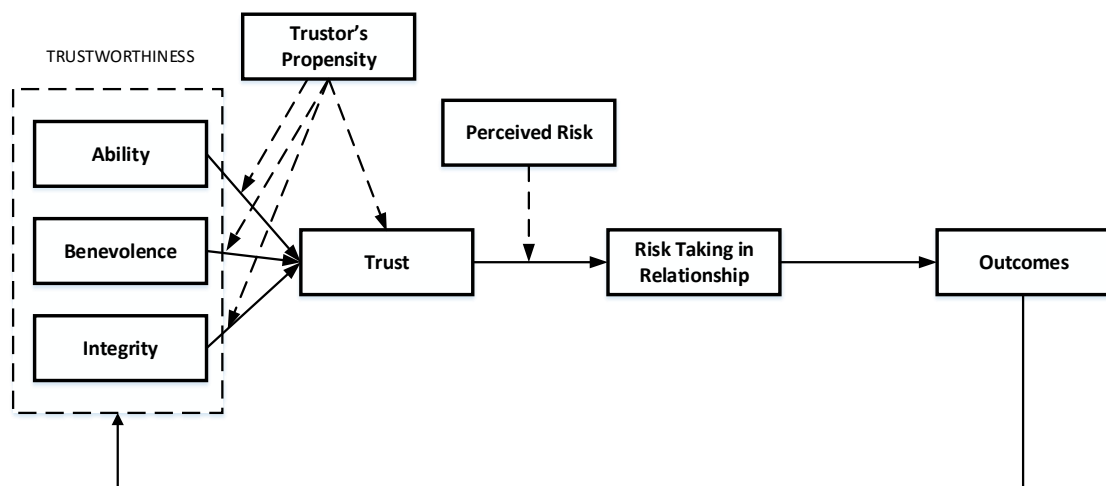 Trustor’s
Propensity
TRUSTWORTHINESS
Perceived Risk
Ability
Benevolence
Trust
Risk Taking in
Relationship
Outcomes
Integrity